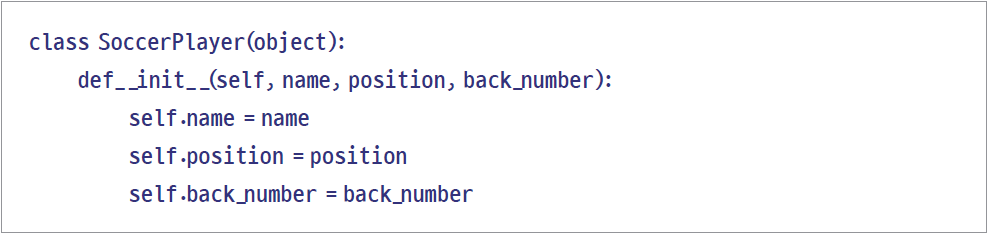 class SoccerPlayer(object):
    def__init__(self, name, position, back_number):
        self.name = name
        self.position = position
        self.back_number = back_number